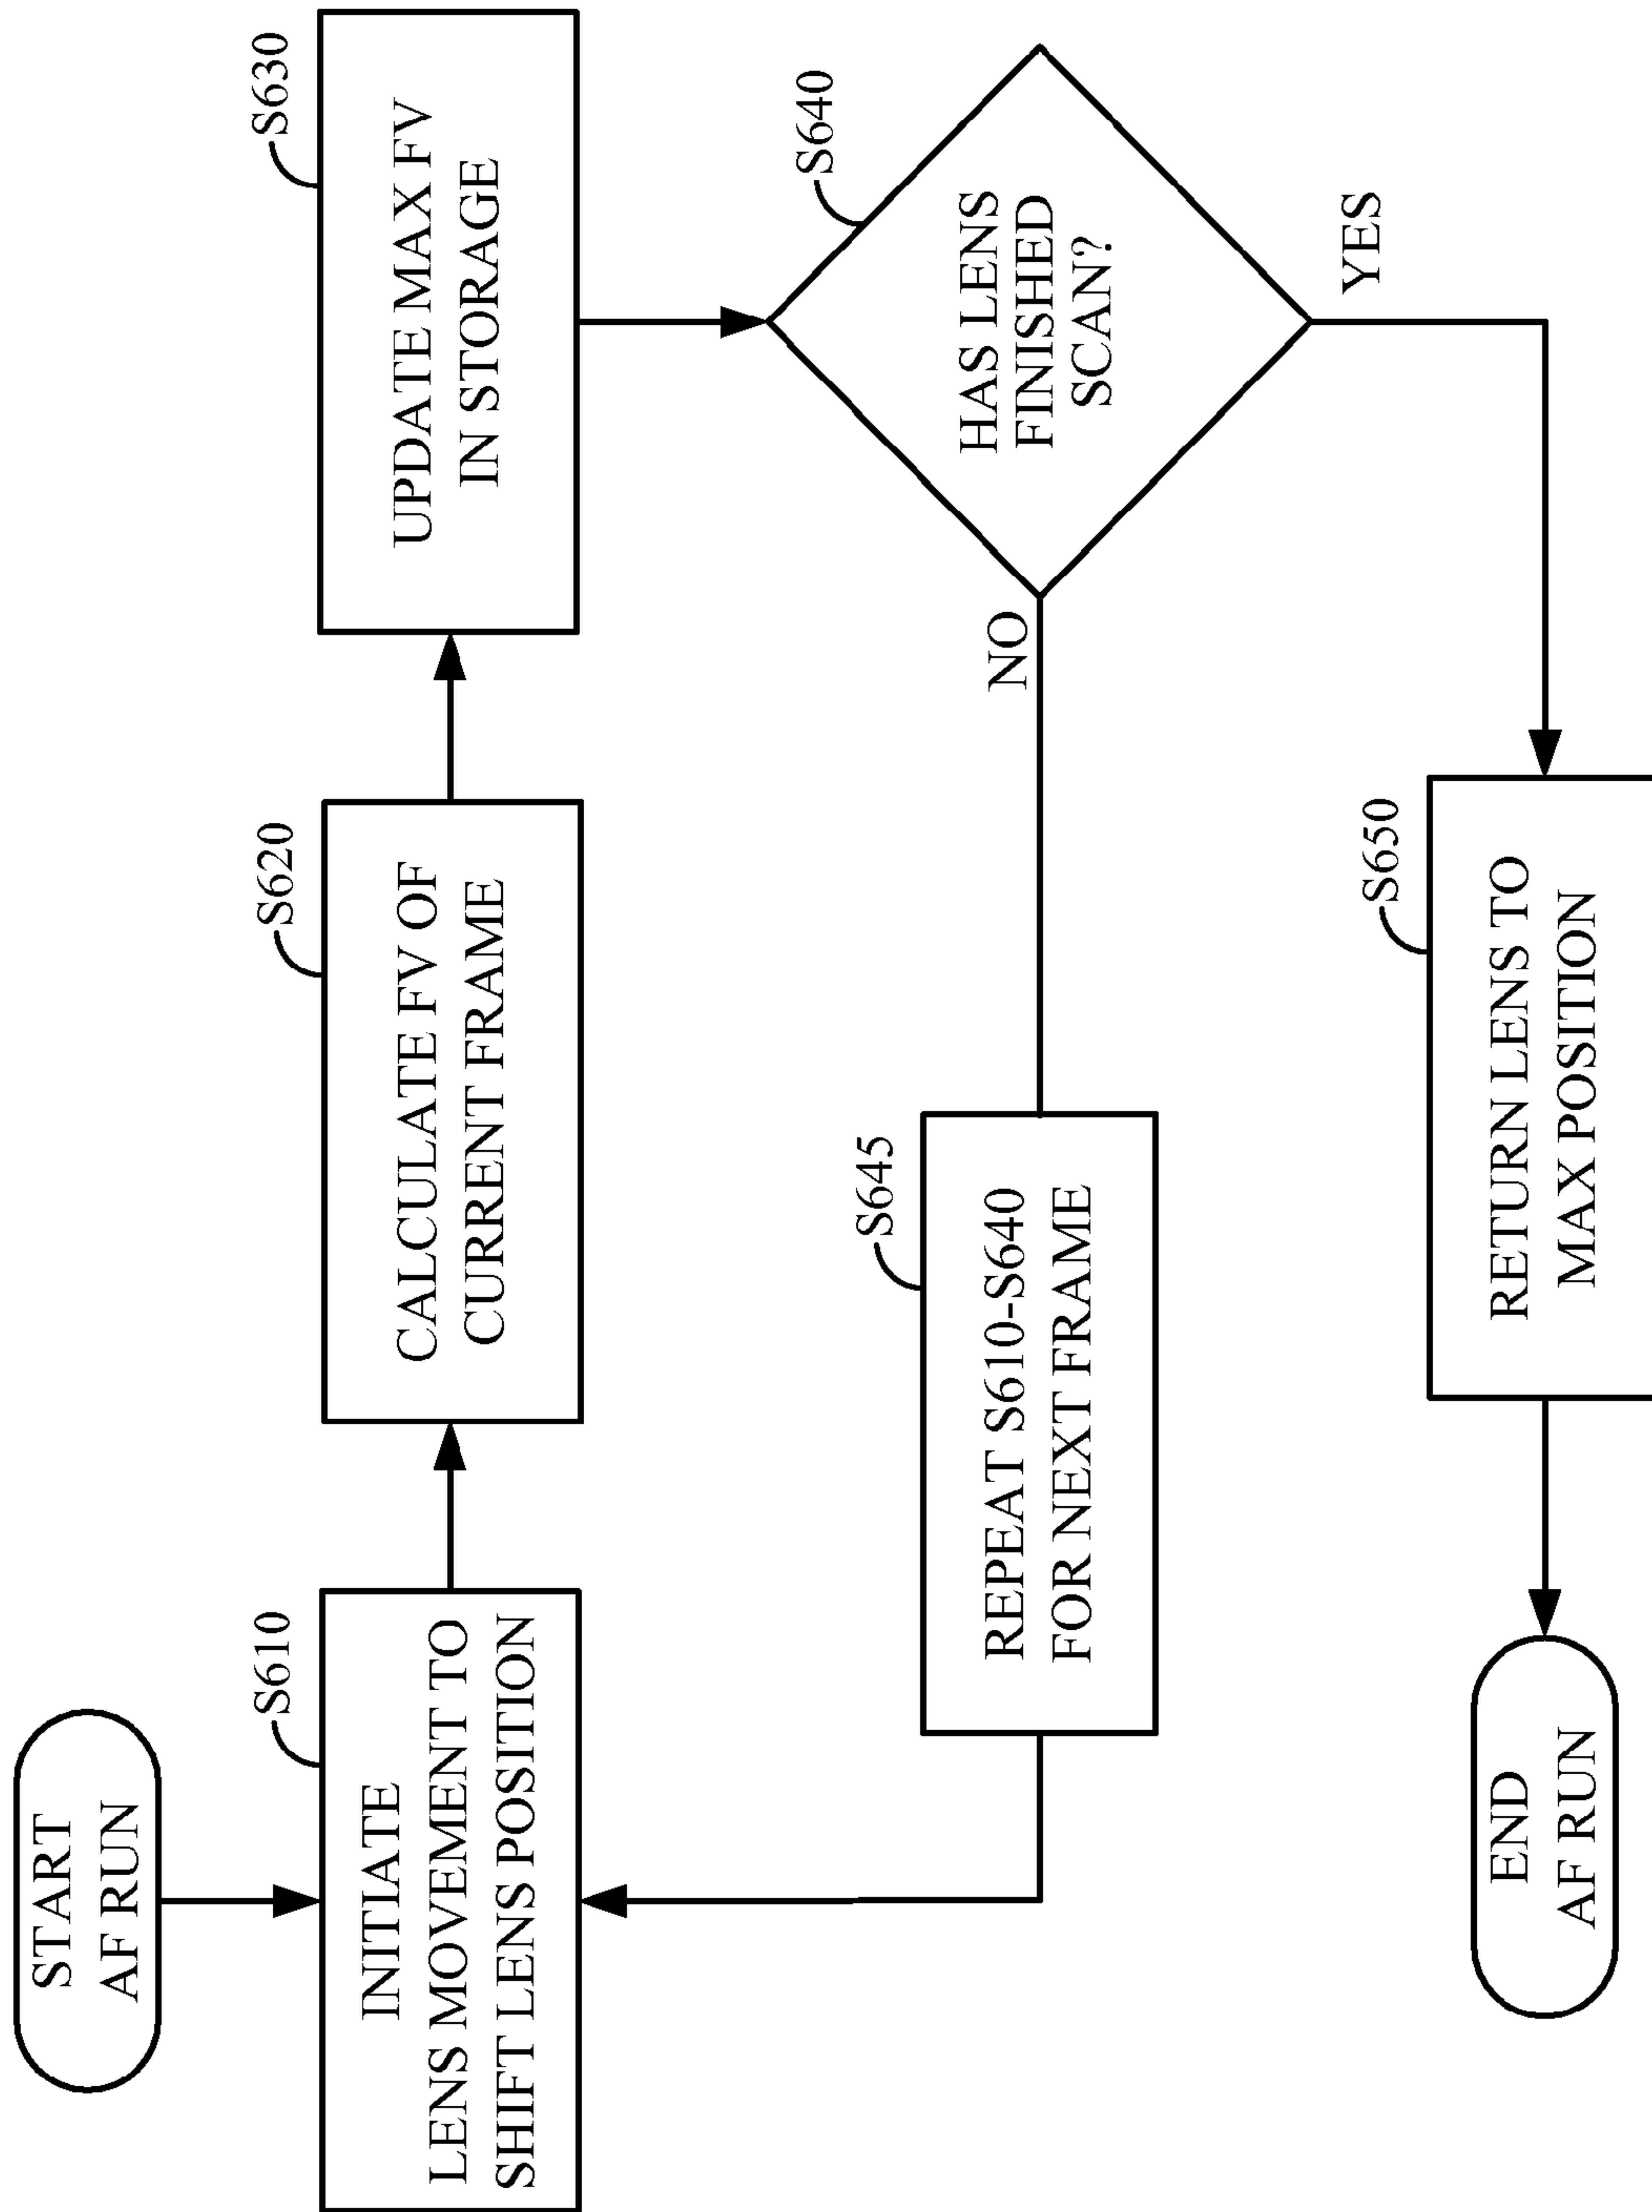 START
AF RUN
S610
INITIATE
LENS MOVEMENT TO
SHIFT LENS POSITION
S620
CALCULATE FV OF
CURRENT FRAME
S630
UPDATE MAX FV
IN STORAGE
S640
HAS LENS
FINISHED
SCAN?
NO
YES
S645
REPEAT S610-S640
FOR NEXT FRAME
S650
RETURN LENS TO
MAX POSITION
END
AF RUN